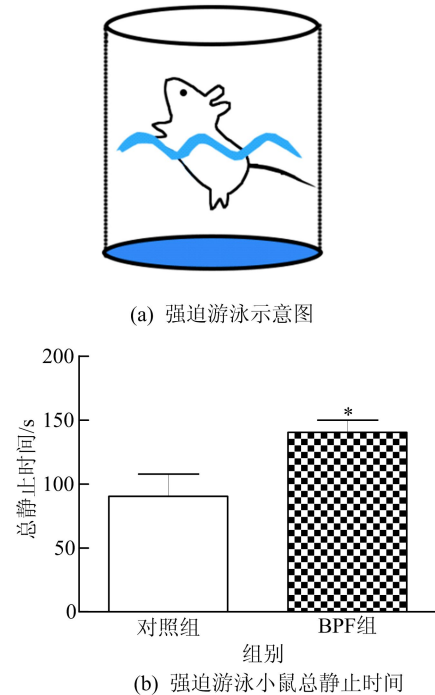 (a) 强迫游泳示意图
200
150
100
50
0
总静止时间/s
*
对照组
BPF组
组别
(b) 强迫游泳小鼠总静止时间